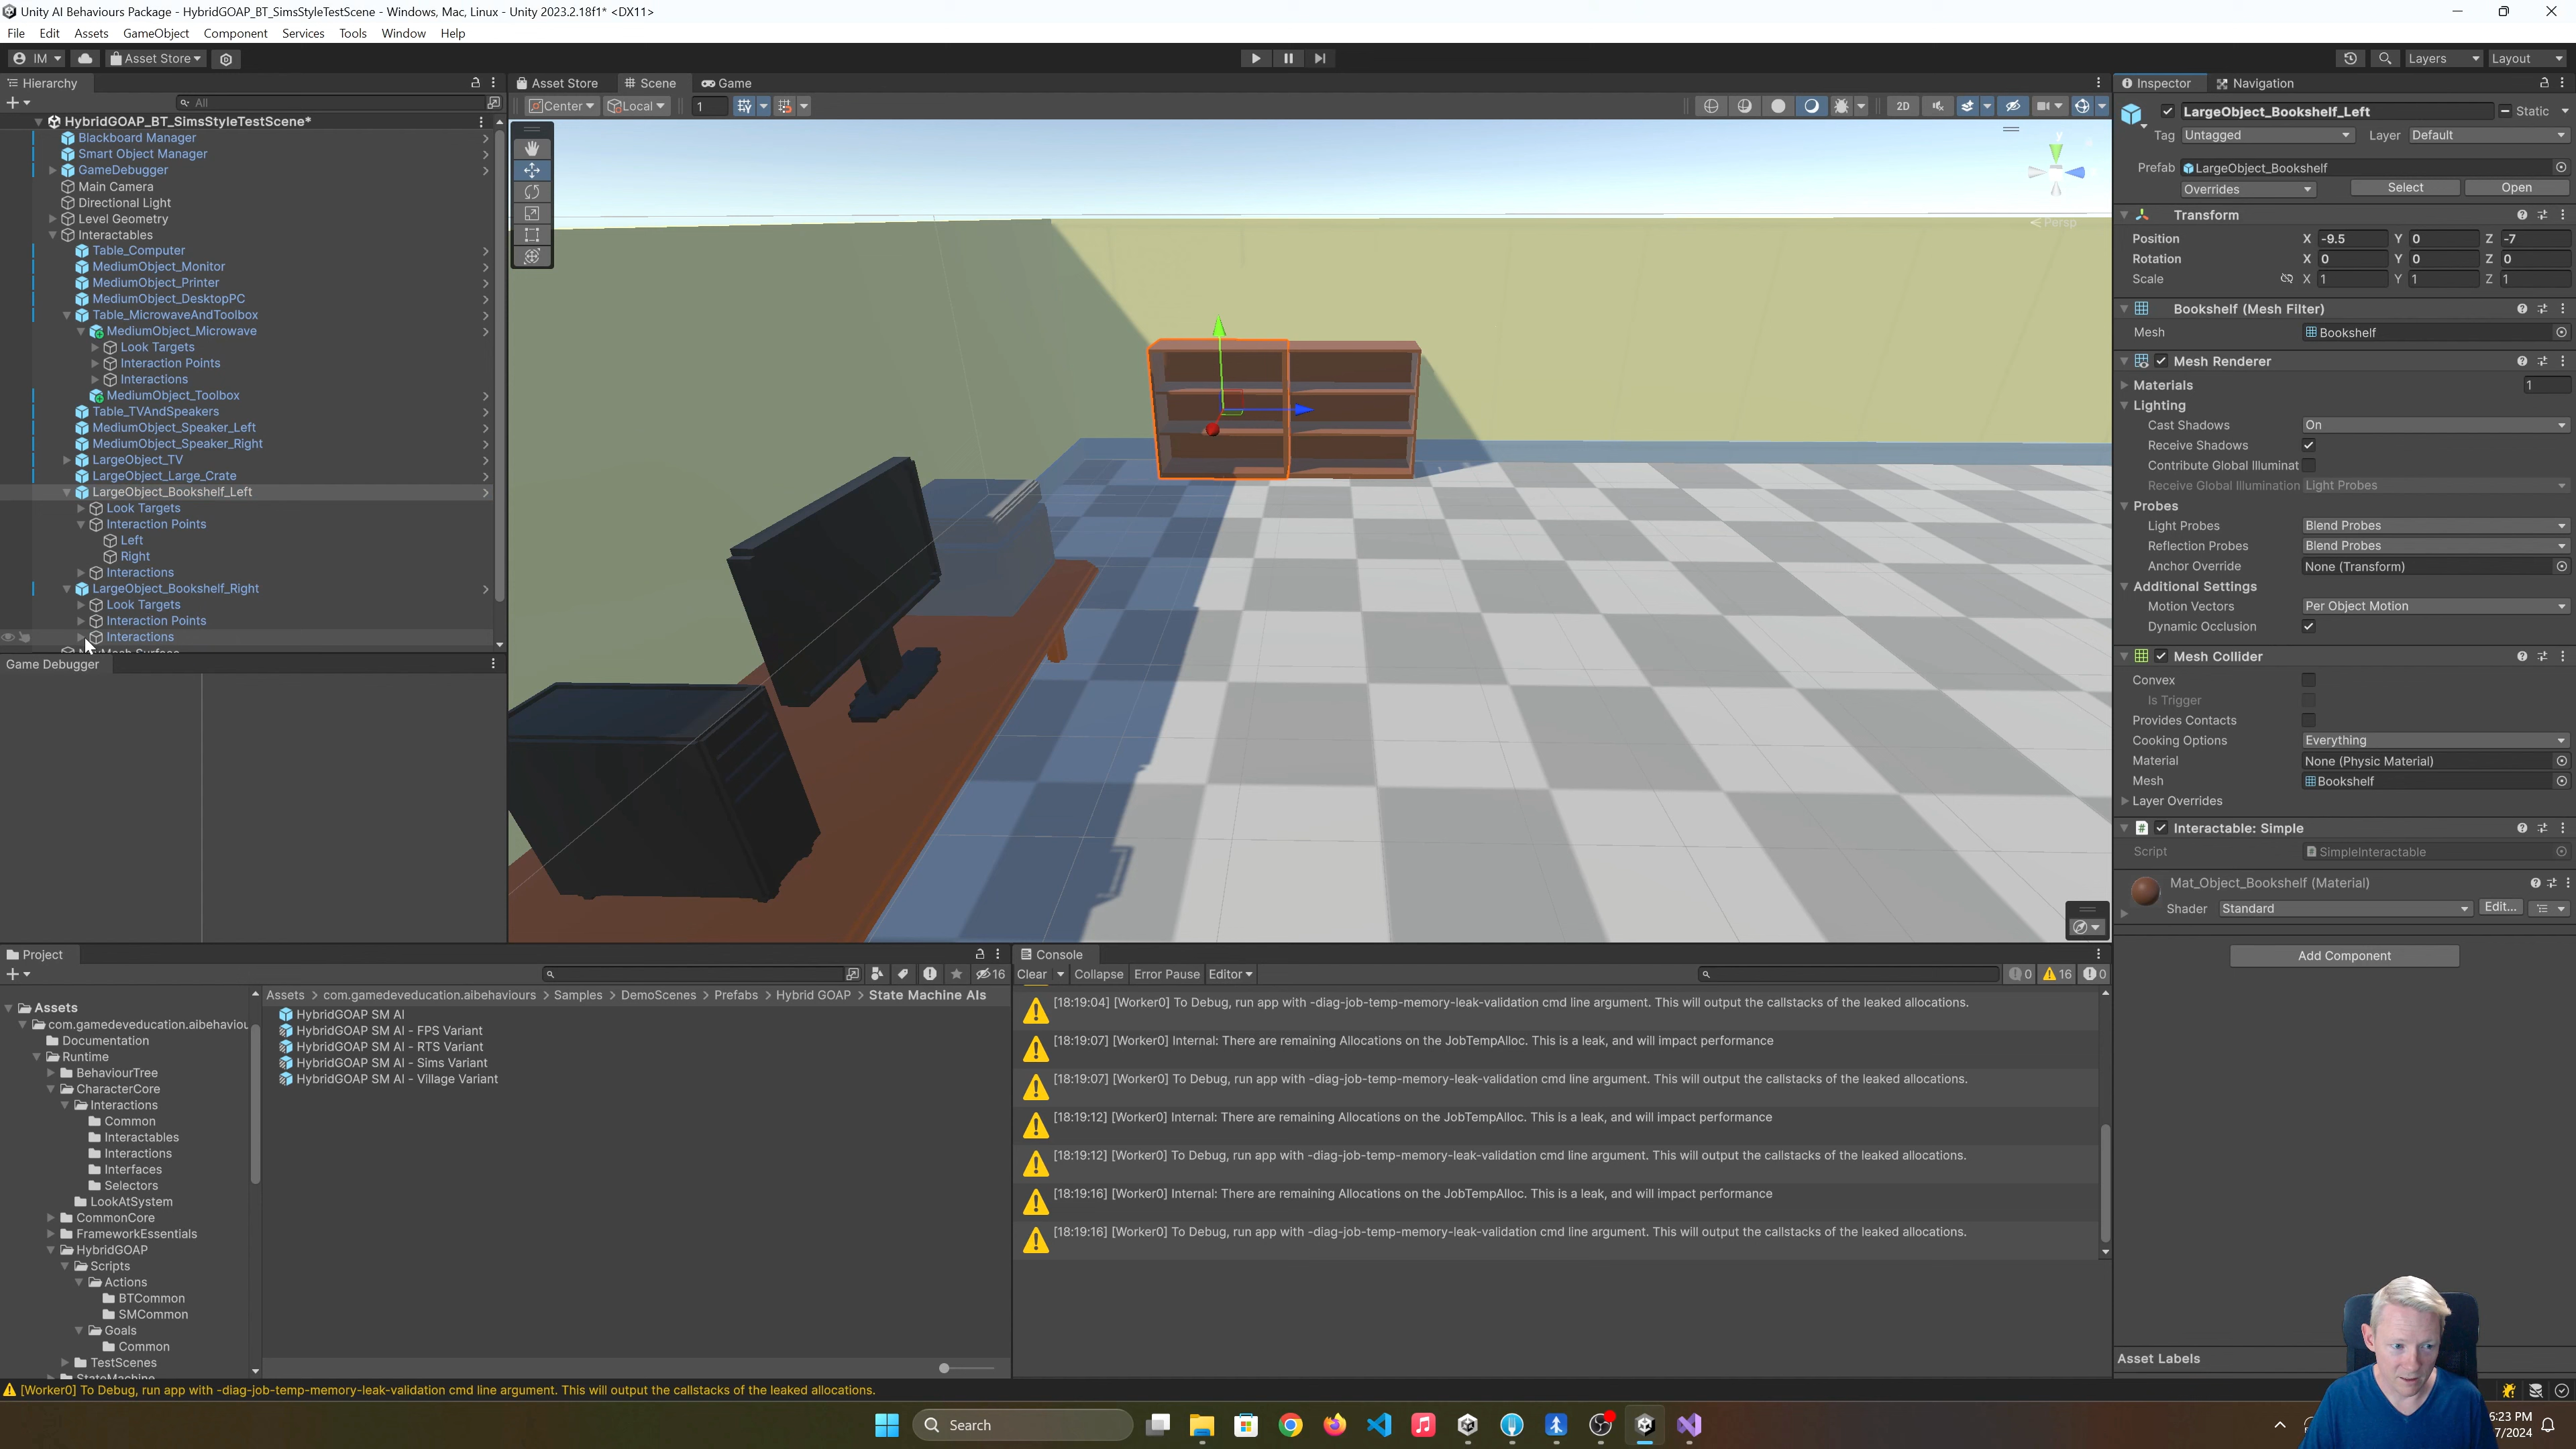 Unity AI Behaviours Package - HybridGOAP_BT_SimsStyleTestScene - Windows, Mac, Linux - Unity 2023.2.18f1* <DX11>
File Edit Assets GameObject Component Services Tools Window Help
IM Asset Store Layers Layout
Hierarchy
All
HybridGOAP_BT_SimsStyleTestScene*
Blackboard Manager
Smart Object Manager
GameDebugger
Main Camera
Directional Light
Level Geometry
Interactables
Table_Computer
MediumObject_Monitor
MediumObject_Printer
MediumObject_DesktopPC
Table_MicrowaveAndToolbox
MediumObject_Microwave
Look Targets
Interaction Points
Interactions
MediumObject_Toolbox
Table_TVAndSpeakers
MediumObject_Speaker_Left
MediumObject_Speaker_Right
LargeObject_TV
LargeObject_Large_Crate
LargeObject_Bookshelf_Left
Look Targets
Interaction Points
Left
Right
Interactions
LargeObject_Bookshelf_Right
Look Targets
Interaction Points
Interactions
Game Debugger
Asset Store Scene Game
Center Local 1 2D
y
Persp
Inspector Navigation
LargeObject_Bookshelf_Left Static
Tag Untagged Layer Default
Prefab LargeObject_Bookshelf
Overrides Select Open
Transform
Position X -9.5 Y 0 Z -7
Rotation X 0 Y 0 Z 0
Scale X 1 Y 1 Z 1
Bookshelf (Mesh Filter)
Mesh Bookshelf
Mesh Renderer
Materials 1
Lighting
Cast Shadows On
Receive Shadows
Contribute Global Illuminat
Receive Global Illumination Light Probes
Probes
Light Probes Blend Probes
Reflection Probes Blend Probes
Anchor Override None (Transform)
Additional Settings
Motion Vectors Per Object Motion
Dynamic Occlusion
Mesh Collider
Convex
Is Trigger
Provides Contacts
Cooking Options Everything
Material None (Physic Material)
Mesh Bookshelf
Layer Overrides
Interactable: Simple
Script SimpleInteractable
Mat_Object_Bookshelf (Material)
Shader Standard Edit...
Add Component
Asset Labels
Project
16
Assets
com.gamedeveducation.aibehaviou
Documentation
Runtime
BehaviourTree
CharacterCore
Interactions
Common
Interactables
Interactions
Interfaces
Selectors
LookAtSystem
CommonCore
FrameworkEssentials
HybridGOAP
Scripts
Actions
BTCommon
SMCommon
Goals
Common
TestScenes
Assets > com.gamedeveducation.aibehaviours > Samples > DemoScenes > Prefabs > Hybrid GOAP > State Machine AIs
HybridGOAP SM AI
HybridGOAP SM AI - FPS Variant
HybridGOAP SM AI - RTS Variant
HybridGOAP SM AI - Sims Variant
HybridGOAP SM AI - Village Variant
Console
Clear Collapse Error Pause Editor 0 16 0
[18:19:04] [Worker0] To Debug, run app with -diag-job-temp-memory-leak-validation cmd line argument. This will output the callstacks of the leaked allocations.
[18:19:07] [Worker0] Internal: There are remaining Allocations on the JobTempAlloc. This is a leak, and will impact performance
[18:19:07] [Worker0] To Debug, run app with -diag-job-temp-memory-leak-validation cmd line argument. This will output the callstacks of the leaked allocations.
[18:19:12] [Worker0] Internal: There are remaining Allocations on the JobTempAlloc. This is a leak, and will impact performance
[18:19:12] [Worker0] To Debug, run app with -diag-job-temp-memory-leak-validation cmd line argument. This will output the callstacks of the leaked allocations.
[18:19:16] [Worker0] Internal: There are remaining Allocations on the JobTempAlloc. This is a leak, and will impact performance
[18:19:16] [Worker0] To Debug, run app with -diag-job-temp-memory-leak-validation cmd line argument. This will output the callstacks of the leaked allocations.
[Worker0] To Debug, run app with -diag-job-temp-memory-leak-validation cmd line argument. This will output the callstacks of the leaked allocations.
Search
6:23 PM
7/2024